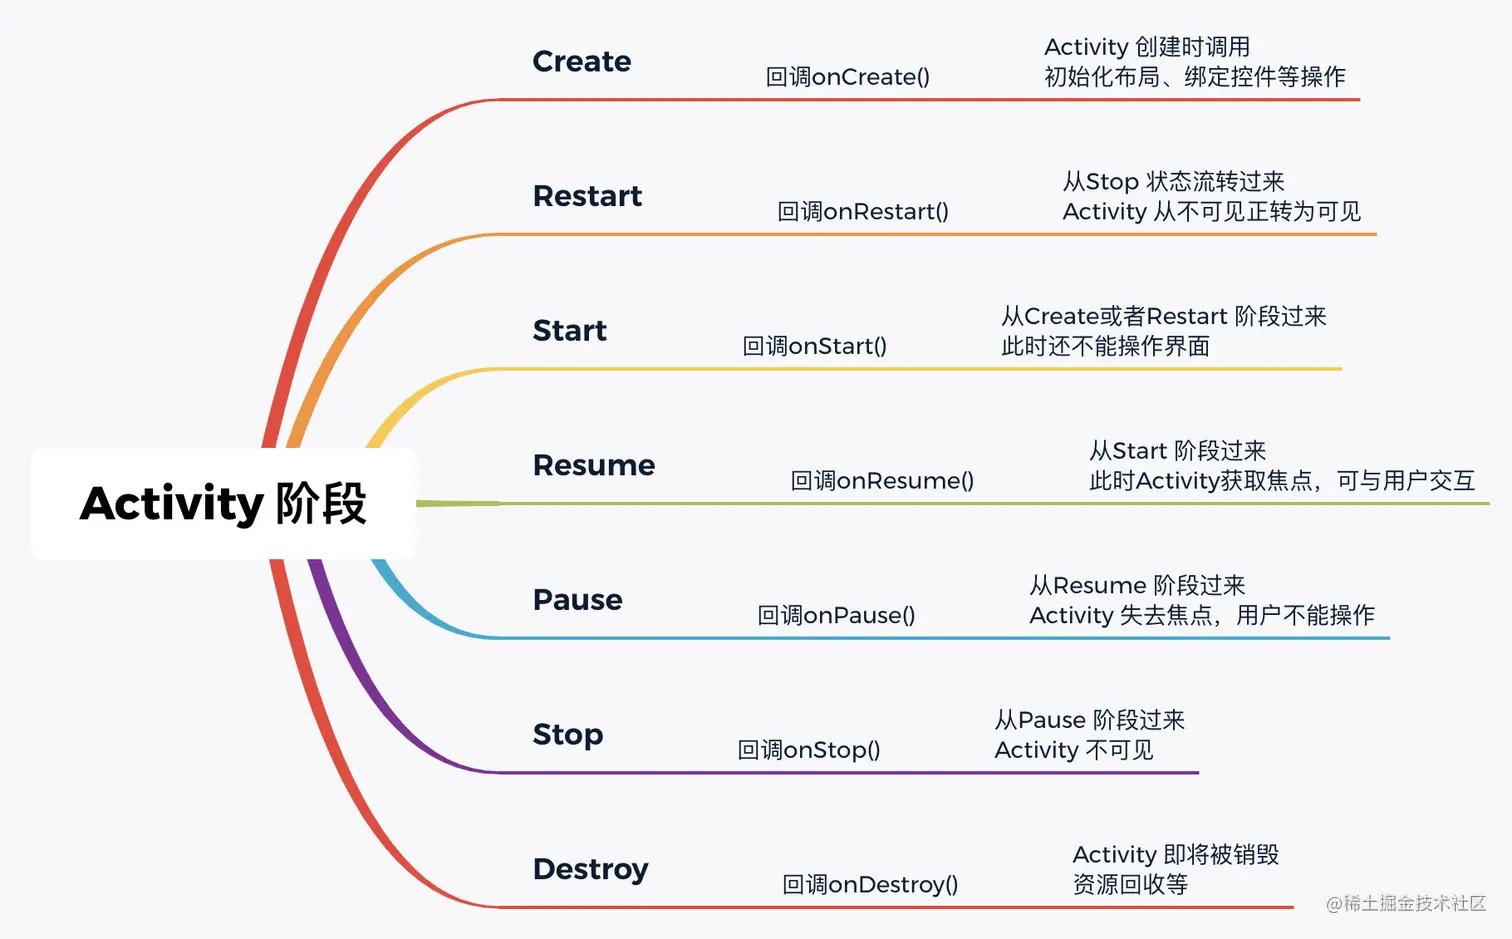 Create
回调onCreate()
Activity 创建时调用
初始化布局、绑定控件等操作
Restart
回调onRestart()
从Stop 状态流转过来
Activity 从不可见正转为可见
Start
回调onStart()
从Create或者Restart 阶段过来
此时还不能操作界面
Activity 阶段
Resume
回调onResume()
从Start 阶段过来
此时Activity获取焦点，可与用户交互
Pause
回调onPause()
从Resume 阶段过来
Activity 失去焦点，用户不能操作
Stop
回调onStop()
从Pause 阶段过来
Activity 不可见
Destroy
回调onDestroy()
Activity 即将被销毁
资源回收等
@稀土掘金技术社区